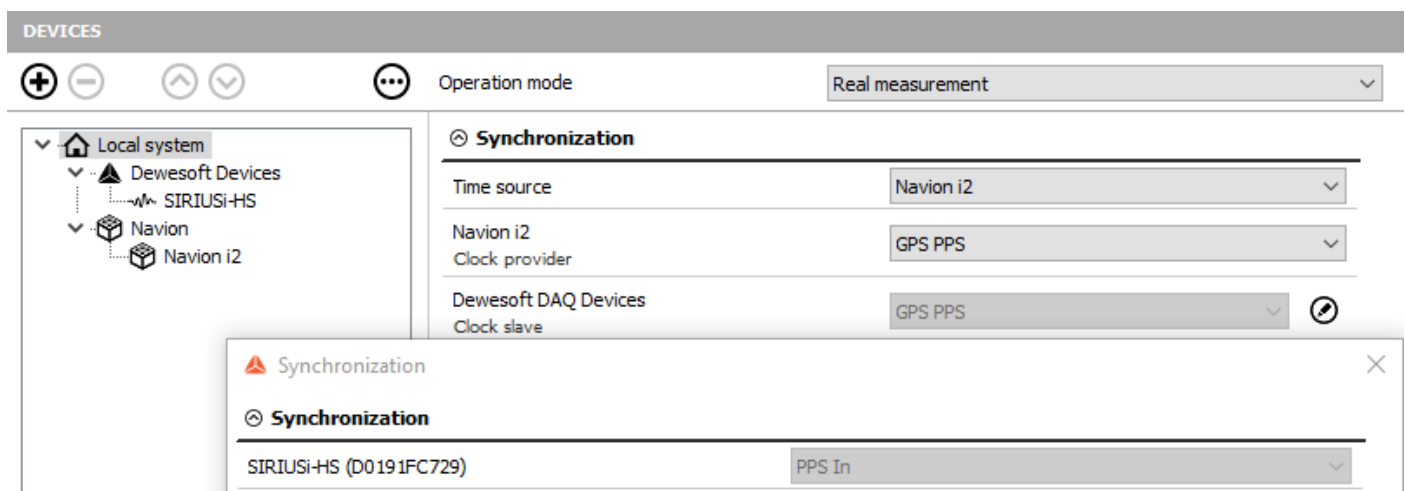 DEVICES
Operation mode
Real measurement
Local system
Dewesoft Devices
SIRIUSi-HS
Navion
Navion i2
Synchronization
Time source
Navion i2
Navion i2
Clock provider
GPS PPS
Dewesoft DAQ Devices
Clock slave
GPS PPS
Synchronization
Synchronization
SIRIUSi-HS (D0191FC729)
PPS In